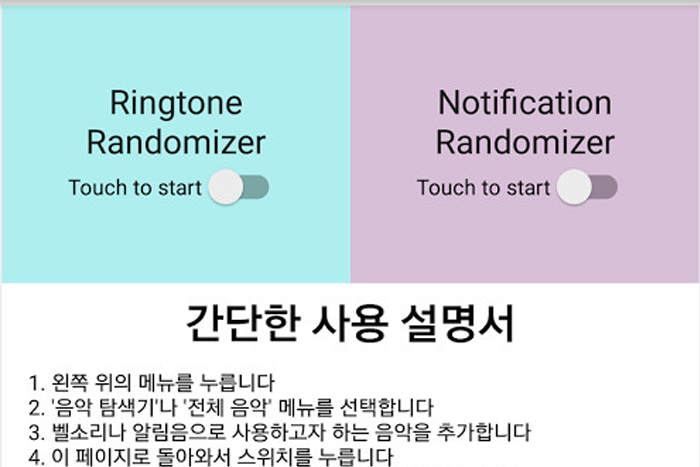 Ringtone
Randomizer
Touch to start
Notification
Randomizer
Touch to start
간단한 사용 설명서
1. 왼쪽 위의 메뉴를 누릅니다
2. '음악 탐색기'나 '전체 음악' 메뉴를 선택합니다
3. 벨소리나 알림음으로 사용하고자 하는 음악을 추가합니다
4. 이 페이지로 돌아와서 스위치를 누릅니다